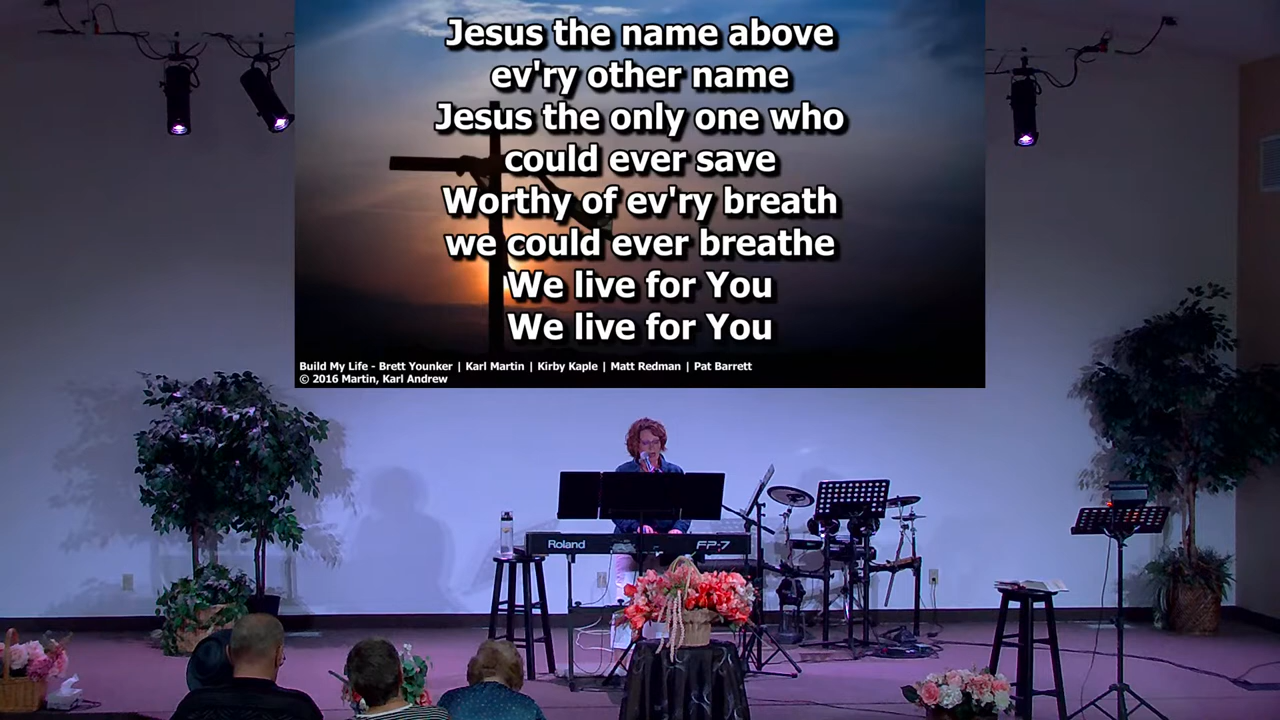 Jesus the name above
ev'ry other name
Jesus the only one who
could ever save
Worthy of ev'ry breath
we could ever breathe
We live for You
We live for You
Build My Life - Brett Younker | Karl Martin | Kirby Kaple | Matt Redman | Pat Barrett
© 2016 Martin, Karl Andrew
Roland FP-7